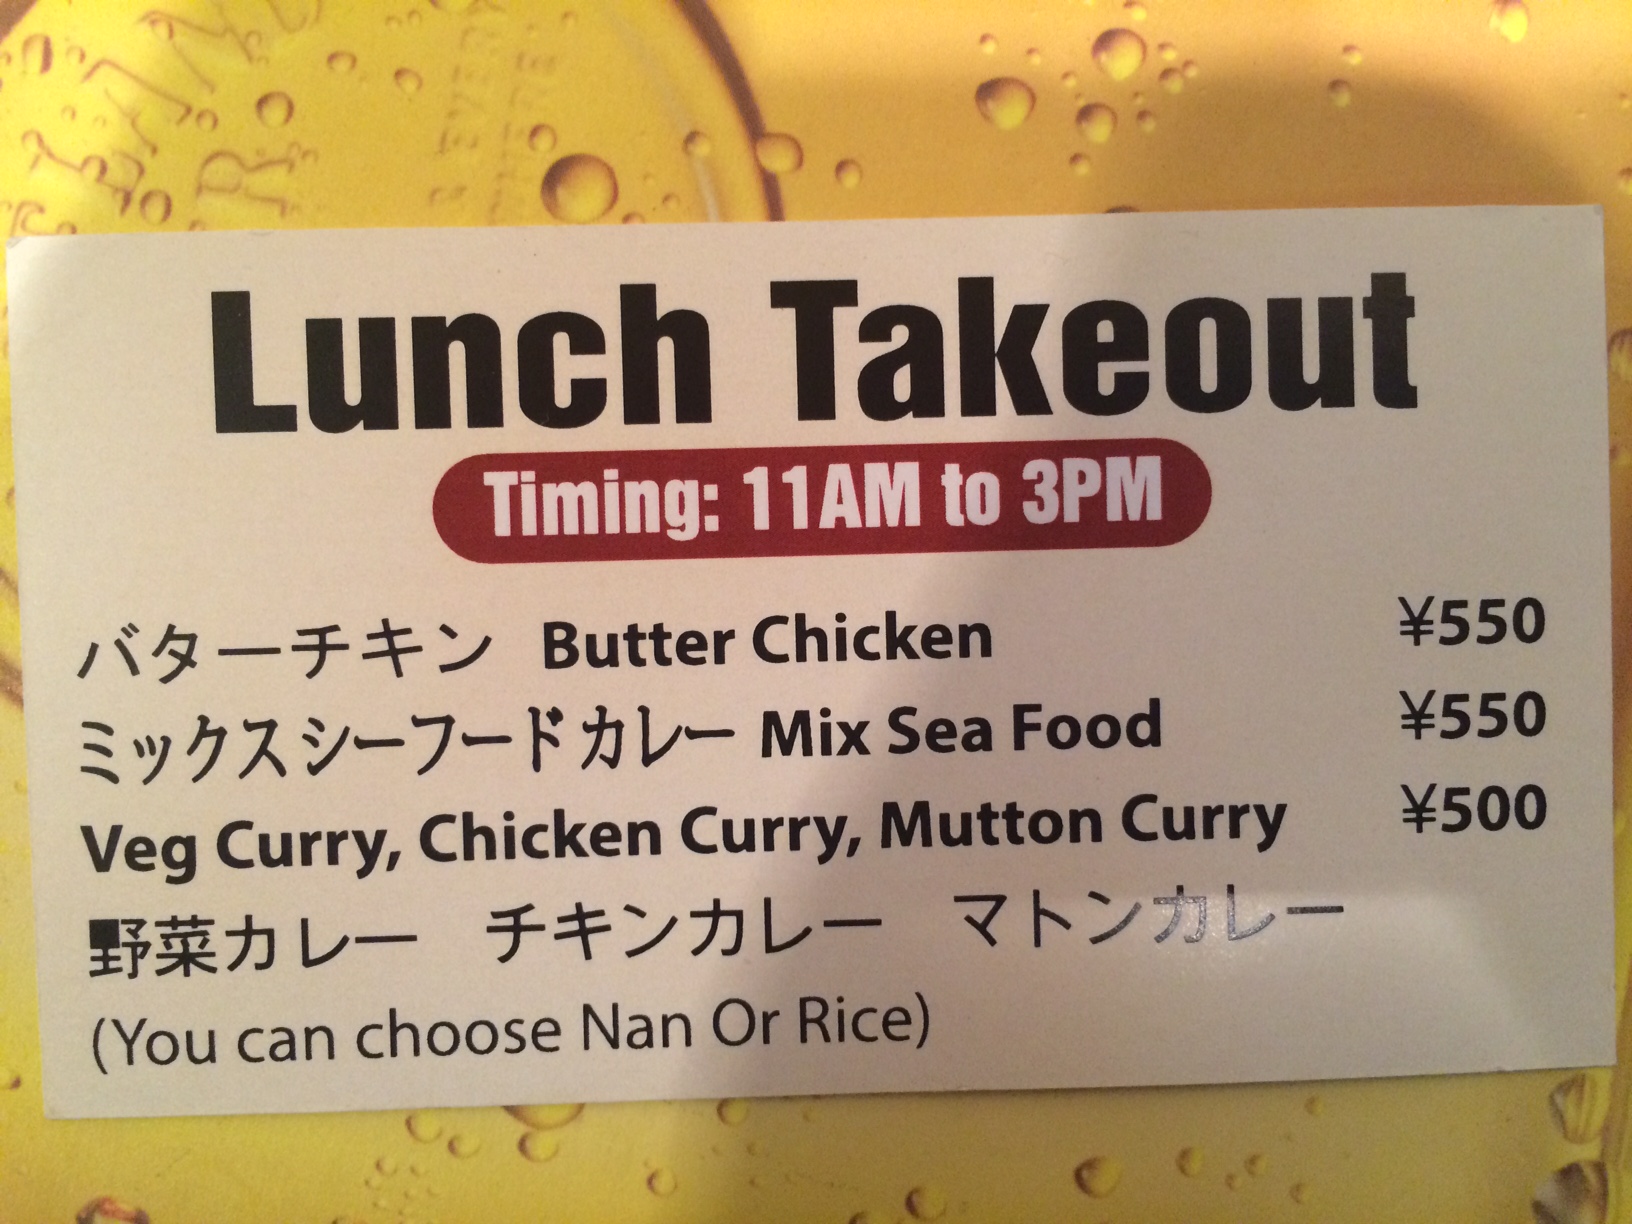 Lunch Takeout
Timing: 11AM to 3PM
バターチキン Butter Chicken ¥550
ミックスシーフードカレー Mix Sea Food ¥550
Veg Curry, Chicken Curry, Mutton Curry ¥500
野菜カレー チキンカレー マトンカレー
(You can choose Nan Or Rice)